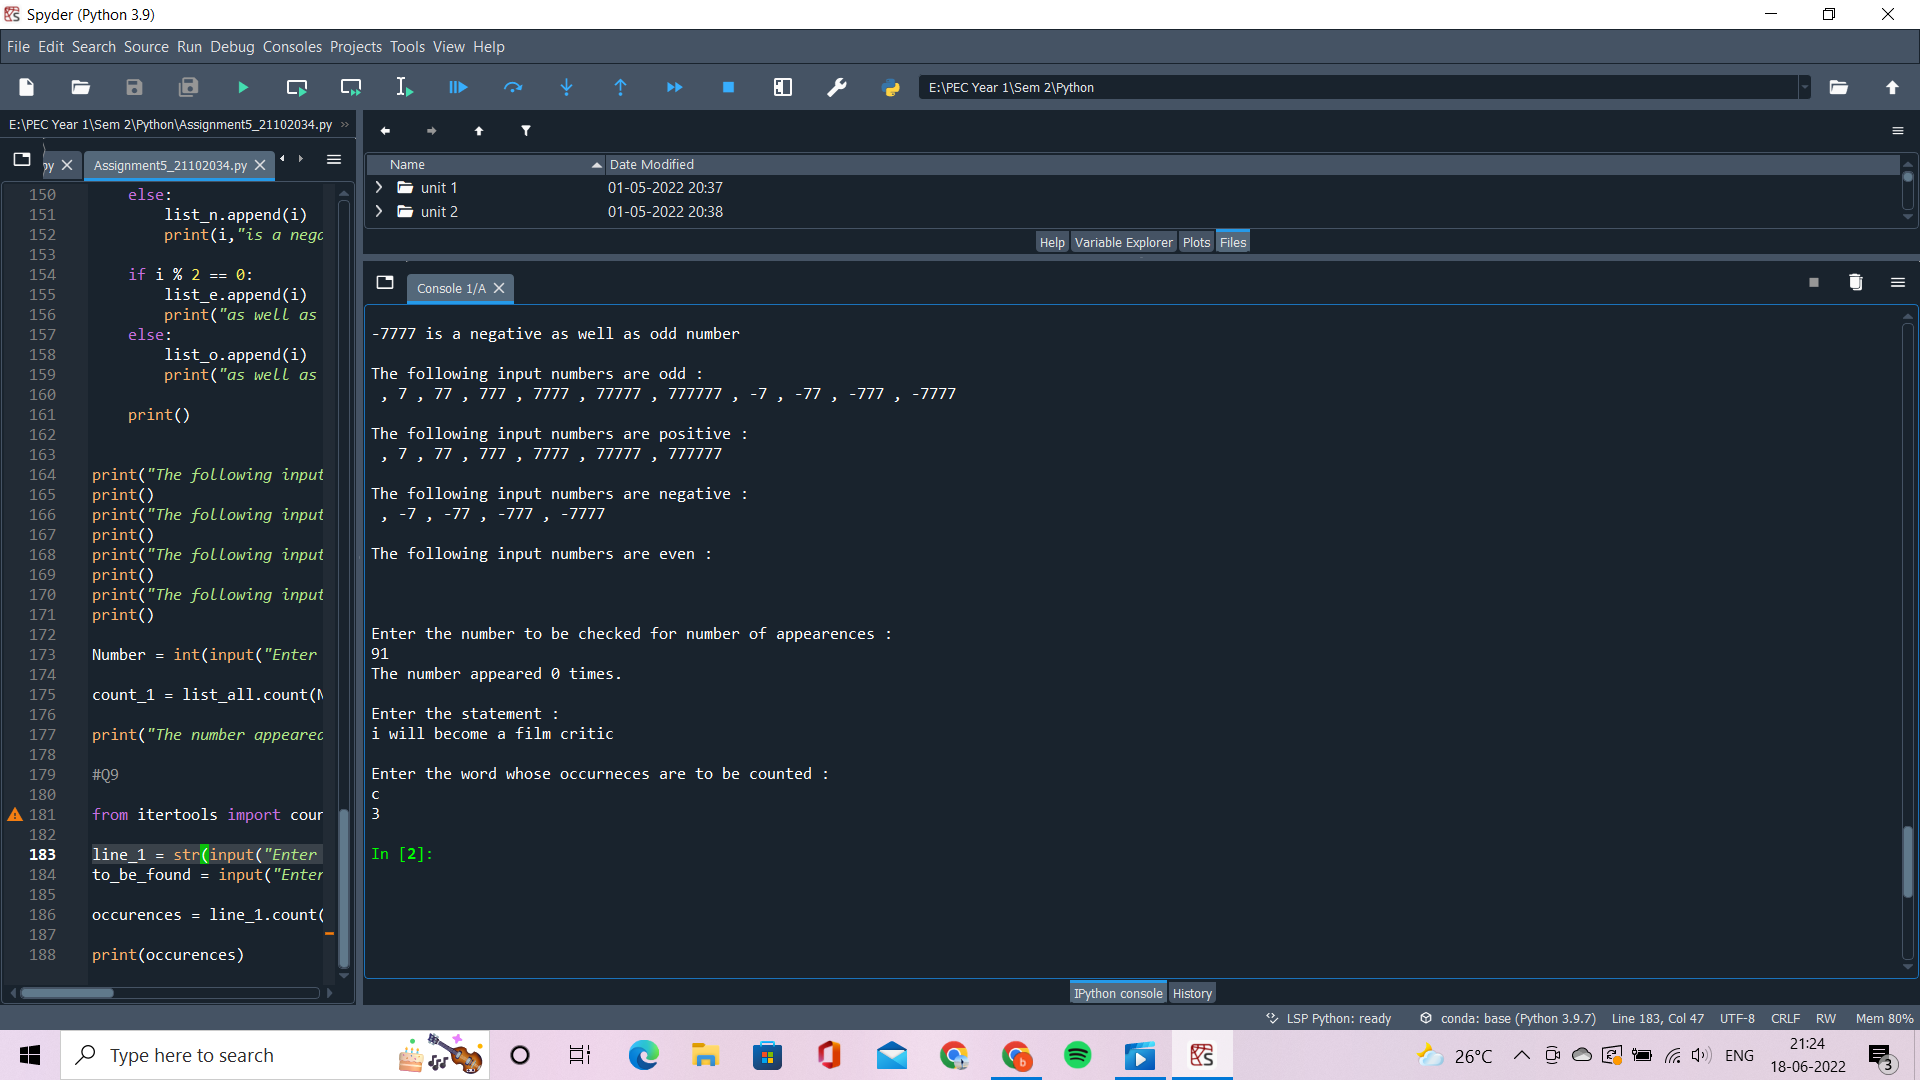 Spyder (Python 3.9)
File Edit Search Source Run Debug Consoles Projects Tools View Help
E:\PEC Year 1\Sem 2\Python
E:\PEC Year 1\Sem 2\Python\Assignment5_21102034.py
py Assignment5_21102034.py
150 else:
151 list_n.append(i)
152 print(i,"is a nega
153
154 if i % 2 == 0:
155 list_e.append(i)
156 print("as well as
157 else:
158 list_o.append(i)
159 print("as well as
160
161 print()
162
163
164 print("The following input
165 print()
166 print("The following input
167 print()
168 print("The following input
169 print()
170 print("The following input
171 print()
172
173 Number = int(input("Enter
174
175 count_1 = list_all.count(N
176
177 print("The number appeared
178
179 #Q9
180
181 from itertools import coun
182
183 line_1 = str(input("Enter
184 to_be_found = input("Enter
185
186 occurences = line_1.count(
187
188 print(occurences)
Name Date Modified
unit 1 01-05-2022 20:37
unit 2 01-05-2022 20:38
Help Variable Explorer Plots Files
Console 1/A
-7777 is a negative as well as odd number
The following input numbers are odd :
, 7 , 77 , 777 , 7777 , 77777 , 777777 , -7 , -77 , -777 , -7777
The following input numbers are positive :
, 7 , 77 , 777 , 7777 , 77777 , 777777
The following input numbers are negative :
, -7 , -77 , -777 , -7777
The following input numbers are even :
Enter the number to be checked for number of appearences :
91
The number appeared 0 times.
Enter the statement :
i will become a film critic
Enter the word whose occurneces are to be counted :
c
3
In [2]:
IPython console History
LSP Python: ready conda: base (Python 3.9.7) Line 183, Col 47 UTF-8 CRLF RW Mem 80%
Type here to search
26°C ENG
21:24
18-06-2022
3